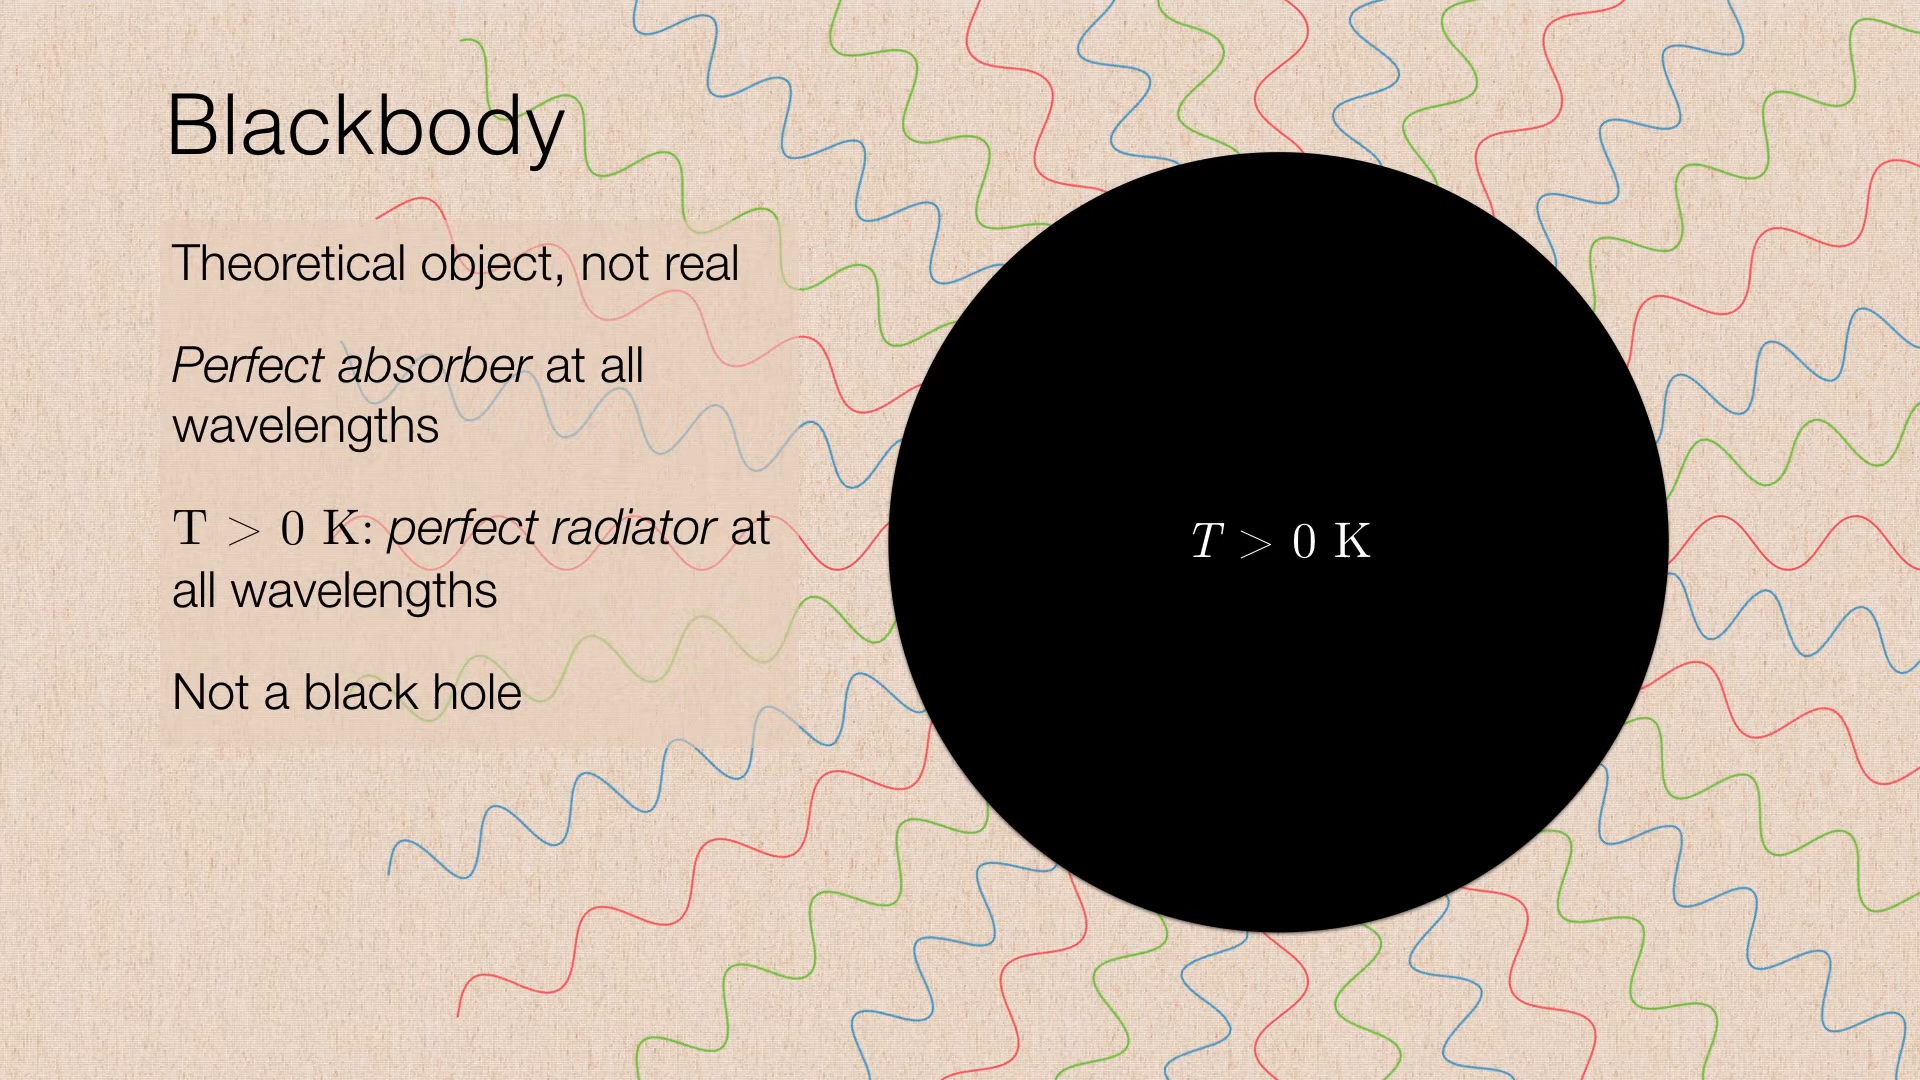 Blackbody
Theoretical object, not real
Perfect absorber at all
wavelengths
T > 0 K: perfect radiator at
all wavelengths
Not a black hole
T > 0 K